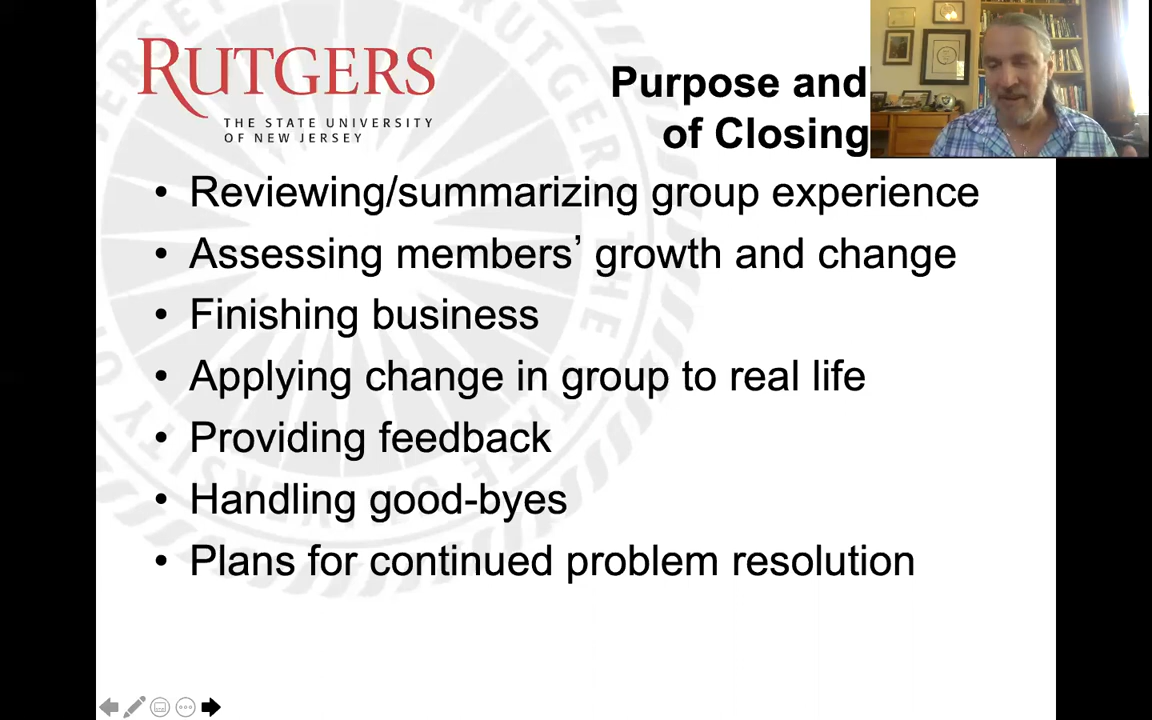 RUTGERS
THE STATE UNIVERSITY
OF NEW JERSEY
Purpose and
of Closing
• Reviewing/summarizing group experience
• Assessing members’ growth and change
• Finishing business
• Applying change in group to real life
• Providing feedback
• Handling good-byes
• Plans for continued problem resolution